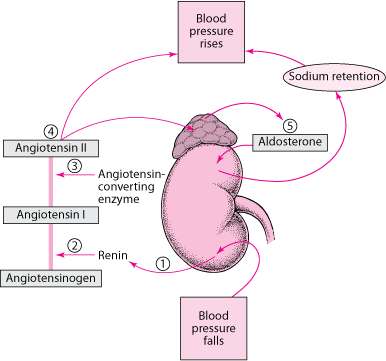 Blood
pressure
rises
Sodium retention
④
⑤
Angiotensin II
Aldosterone
③
Angiotensin-
converting
enzyme
Angiotensin I
②
Renin
①
Angiotensinogen
Blood
pressure
falls